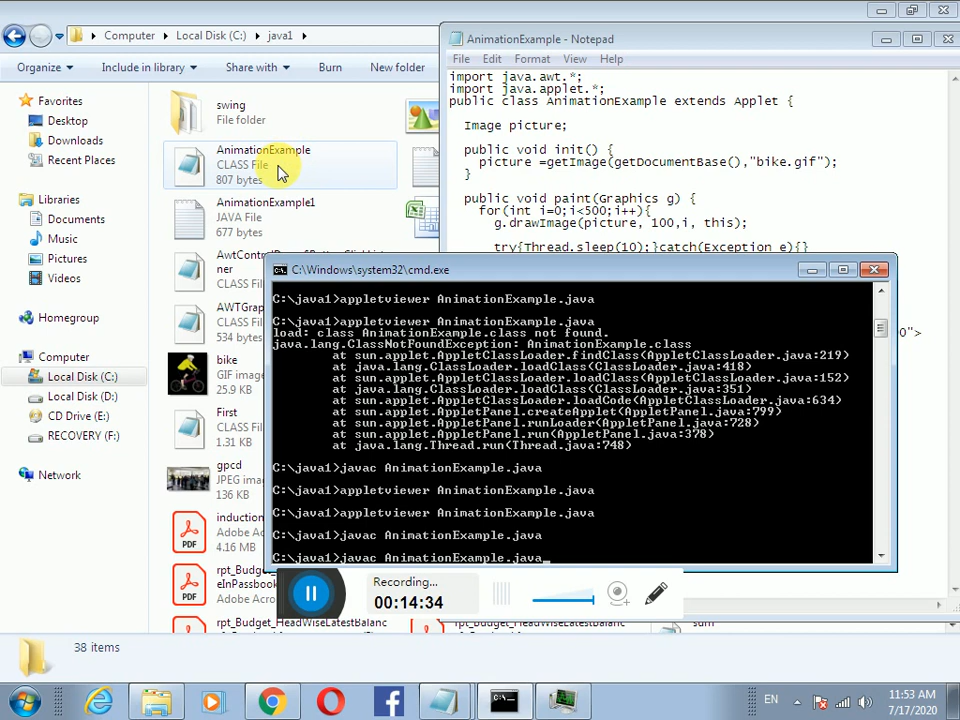 Computer
Local Disk (C:)
java1
Organize
Include in library
Share with
Burn
New folder
Favorites
Desktop
Downloads
Recent Places
Libraries
Documents
Music
Pictures
Videos
Homegroup
Computer
Local Disk (C:)
Local Disk (D:)
CD Drive (E:)
RECOVERY (F:)
Network
swing
File folder
AnimationExample
CLASS File
807 bytes
AnimationExample1
JAVA File
677 bytes
ner
CLASS
AWTGra
CLASS F
534 byte
bike
GIF
25.9 KB
First
CLASS F
1.31 KB
gpcd
JPEG im
136 KB
induction
Adobe A
4.16 MB
rpt_Budg
eInPassbook
Adobe Acro
rpt_Budget_HeadWiseLatestBalanc
sum
38 items
AnimationExample - Notepad
File
Edit
Format
View
Help
import java.awt.*;
import java.applet.*;
public class AnimationExample extends Applet {
Image picture;
public void init() {
picture =getImage(getDocumentBase(),"bike.gif");
}
public void paint(Graphics g) {
for(int i=0;i<500;i++){
g.drawImage(picture, 100,i, this);
try{Thread.sleep(10);}catch(Exception e){}
0">
C:\Windows\system32\cmd.exe
C:\java1>appletviewer AnimationExample.java
C:\java1>appletviewer AnimationExample.java
load: class AnimationExample.class not found.
java.lang.ClassNotFoundException: AnimationExample.class
at sun.applet.AppletClassLoader.findClass(AppletClassLoader.java:219)
at java.lang.ClassLoader.loadClass(ClassLoader.java:418)
at sun.applet.AppletClassLoader.loadClass(AppletClassLoader.java:152)
at java.lang.ClassLoader.loadClass(ClassLoader.java:351)
at sun.applet.AppletClassLoader.loadCode(AppletClassLoader.java:634)
at sun.applet.AppletPanel.createApplet(AppletPanel.java:799)
at sun.applet.AppletPanel.runLoader(AppletPanel.java:728)
at sun.applet.AppletPanel.run(AppletPanel.java:378)
at java.lang.Thread.run(Thread.java:748)
C:\java1>javac AnimationExample.java
C:\java1>appletviewer AnimationExample.java
C:\java1>appletviewer AnimationExample.java
C:\java1>javac AnimationExample.java
C:\java1>javac AnimationExample.java
Recording...
00:14:34
EN
11:53 AM
7/17/2020